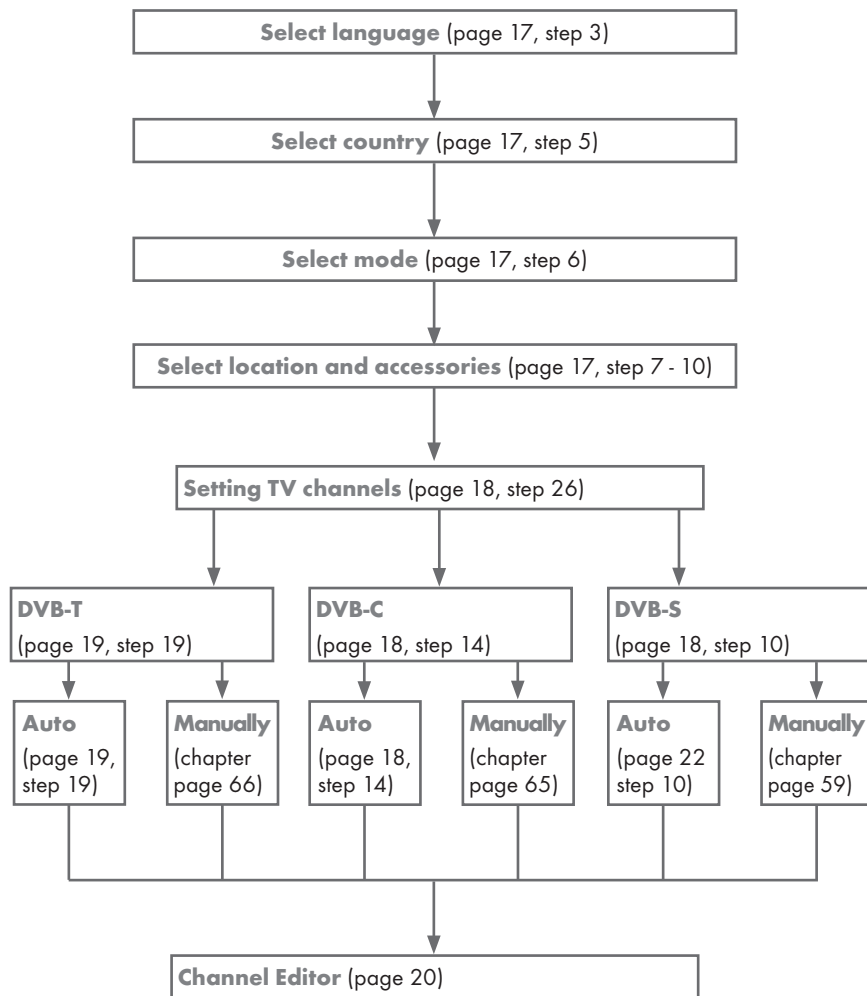 Select language (page 17, step 3)
Select country (page 17, step 5)
Select mode (page 17, step 6)
Select location and accessories (page 17, step 7 - 10)
Setting TV channels (page 18, step 26)
DVB-T
(page 19, step 19)
DVB-C
(page 18, step 14)
DVB-S
(page 18, step 10)
Auto
(page 19,
step 19)
Manually
(chapter
page 66)
Auto
(page 18,
step 14)
Manually
(chapter
page 65)
Auto
(page 22
step 10)
Manually
(chapter
page 59)
Channel Editor (page 20)